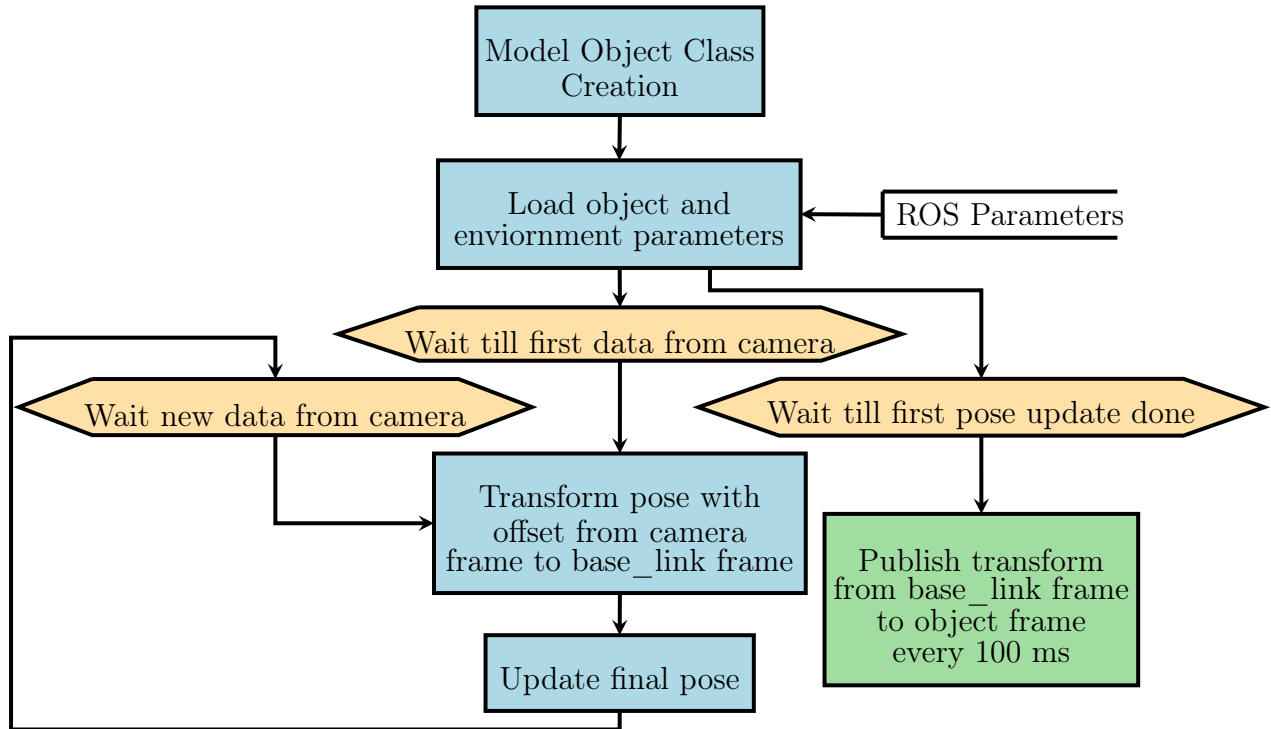 Model Object Class
Creation
Load object and
enviornment parameters
ROS Parameters
Wait till first data from camera
Wait new data from camera
Wait till first pose update done
Transform pose with
offset from camera
frame to base_link frame
Publish transform
from base_link frame
to object frame
every 100 ms
Update final pose